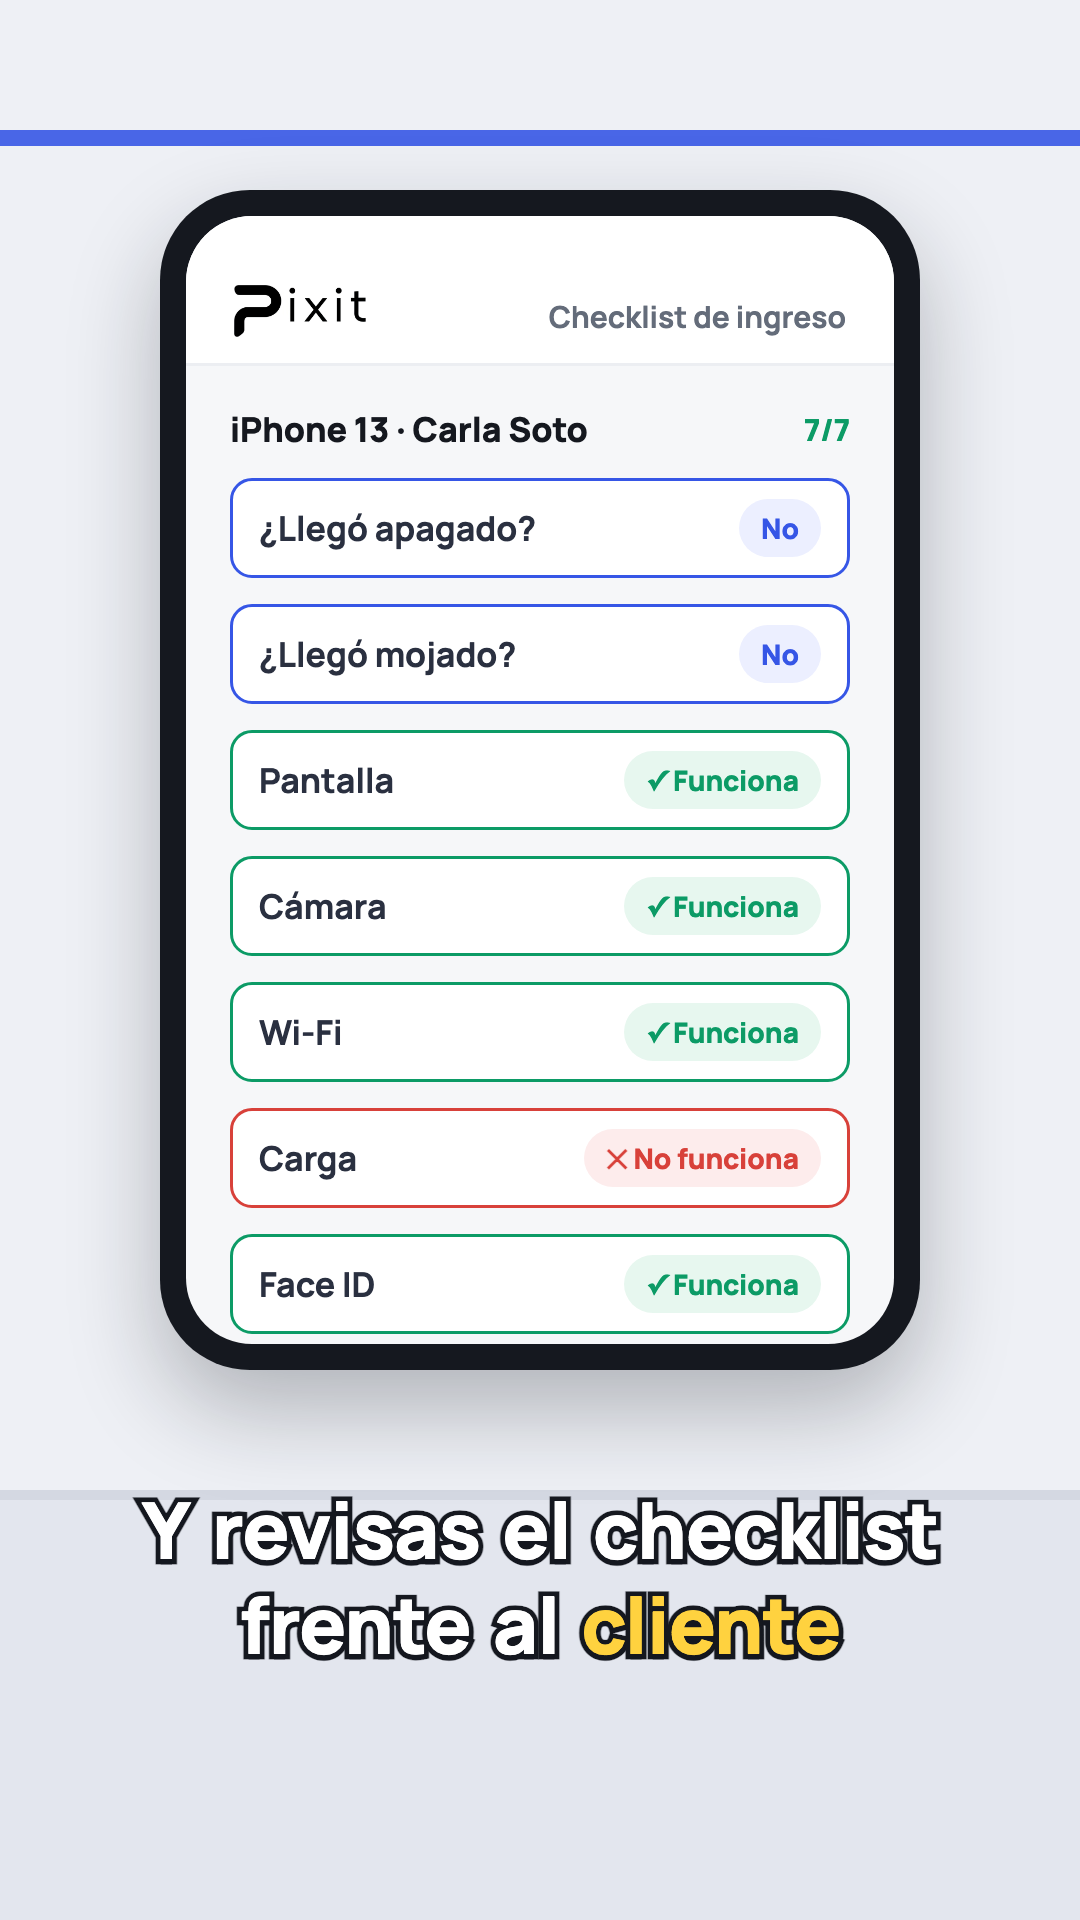 Pixit
Checklist de ingreso
iPhone 13 · Carla Soto
7/7
¿Llegó apagado?
No
¿Llegó mojado?
No
Pantalla
✓Funciona
Cámara
✓Funciona
Wi-Fi
✓Funciona
Carga
✕ No funciona
Face ID
✓Funciona
Y revisas el checklist
frente al cliente